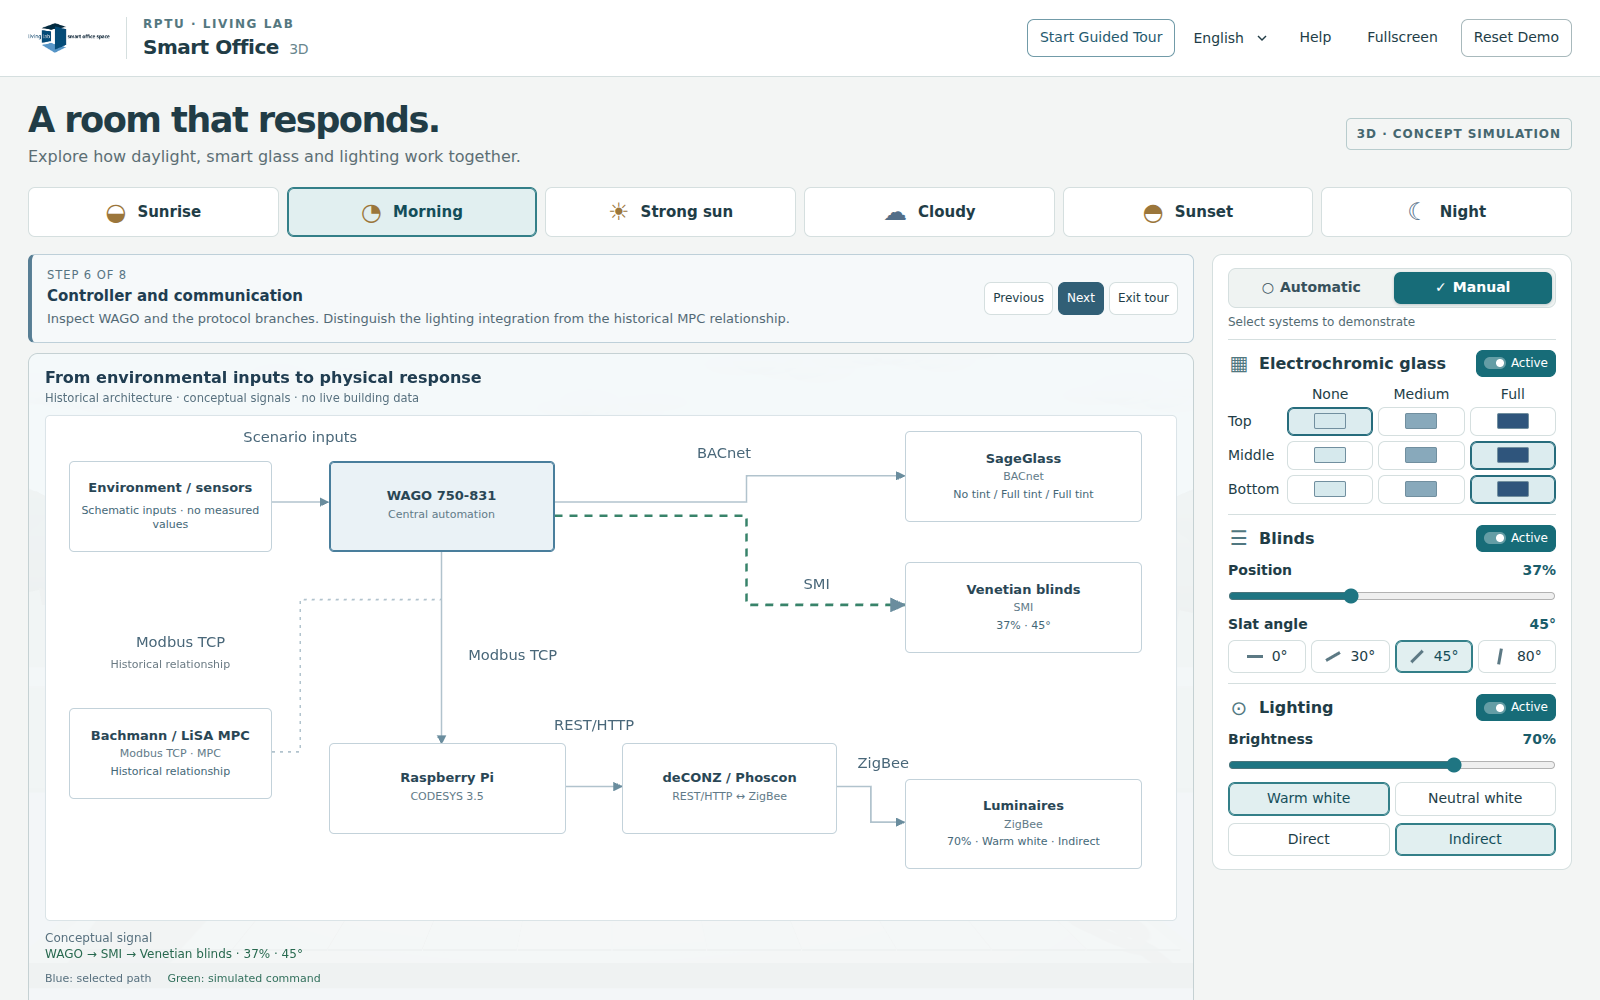 living lab smart office space
RPTU · LIVING LAB
Smart Office 3D
Start Guided Tour
English
Help
Fullscreen
Reset Demo
A room that responds.
Explore how daylight, smart glass and lighting work together.
3D · CONCEPT SIMULATION
Sunrise
Morning
Strong sun
Cloudy
Sunset
Night
STEP 6 OF 8
Controller and communication
Inspect WAGO and the protocol branches. Distinguish the lighting integration from the historical MPC relationship.
Previous
Next
Exit tour
From environmental inputs to physical response
Historical architecture · conceptual signals · no live building data
Scenario inputs
Environment / sensors
Schematic inputs · no measured
values
WAGO 750-831
Central automation
BACnet
SageGlass
BACnet
No tint / Full tint / Full tint
SMI
Venetian blinds
SMI
37% · 45°
Modbus TCP
Historical relationship
Modbus TCP
Bachmann / LiSA MPC
Modbus TCP · MPC
Historical relationship
REST/HTTP
Raspberry Pi
CODESYS 3.5
deCONZ / Phoscon
REST/HTTP ↔ ZigBee
ZigBee
Luminaires
ZigBee
70% · Warm white · Indirect
Conceptual signal
WAGO → SMI → Venetian blinds · 37% · 45°
Blue: selected path Green: simulated command
○ Automatic
✓ Manual
Select systems to demonstrate
Electrochromic glass
Active
None Medium Full
Top
Middle
Bottom
Blinds
Active
Position 37%
Slat angle 45°
0°
30°
45°
80°
Lighting
Active
Brightness 70%
Warm white
Neutral white
Direct
Indirect